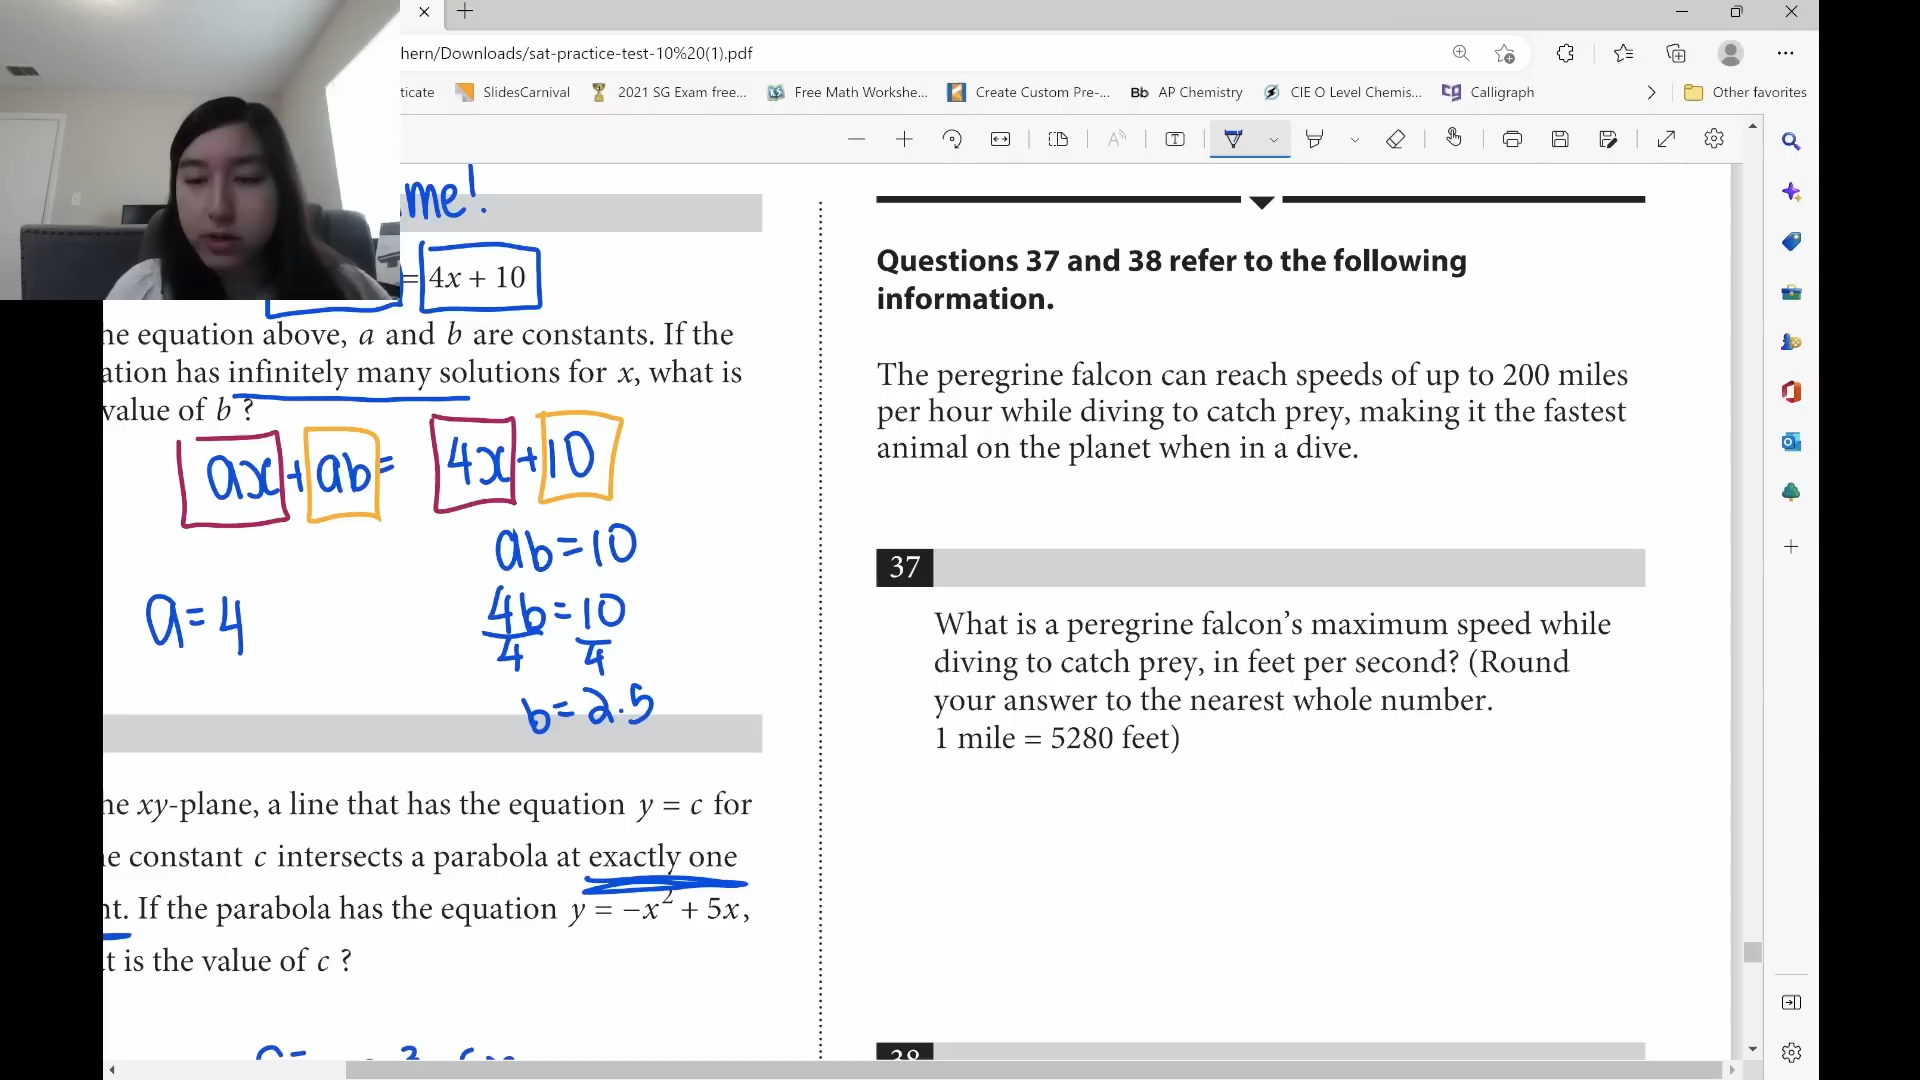 hern/Downloads/sat-practice-test-10%20(1).pdf
ticate SlidesCarnival 2021 SG Exam free... Free Math Workshe... Create Custom Pre-... Bb AP Chemistry CIE O Level Chemis... Calligraph Other favorites
me!
= 4x + 10
he equation above, a and b are constants. If the
ation has infinitely many solutions for x, what is
value of b ?
ax + ab = 4x + 10
ab = 10
a = 4
4b = 10
4 4
b = 2.5
he xy-plane, a line that has the equation y = c for
e constant c intersects a parabola at exactly one
nt. If the parabola has the equation y = −x² + 5x,
t is the value of c ?
Questions 37 and 38 refer to the following
information.
The peregrine falcon can reach speeds of up to 200 miles
per hour while diving to catch prey, making it the fastest
animal on the planet when in a dive.
37
What is a peregrine falcon’s maximum speed while
diving to catch prey, in feet per second? (Round
your answer to the nearest whole number.
1 mile = 5280 feet)
38